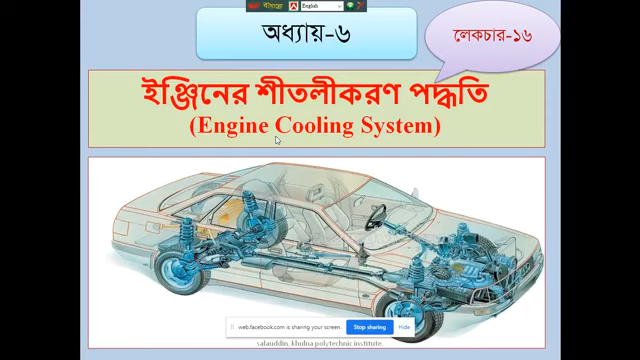 বাংলা
English
অধ্যায়-৬
লেকচার-১৬
ইঞ্জিনের শীতলীকরণ পদ্ধতি
(Engine Cooling System)
web.facebook.com is sharing your screen.
Stop sharing
Hide
salauddin, khulna polytechnic institute.